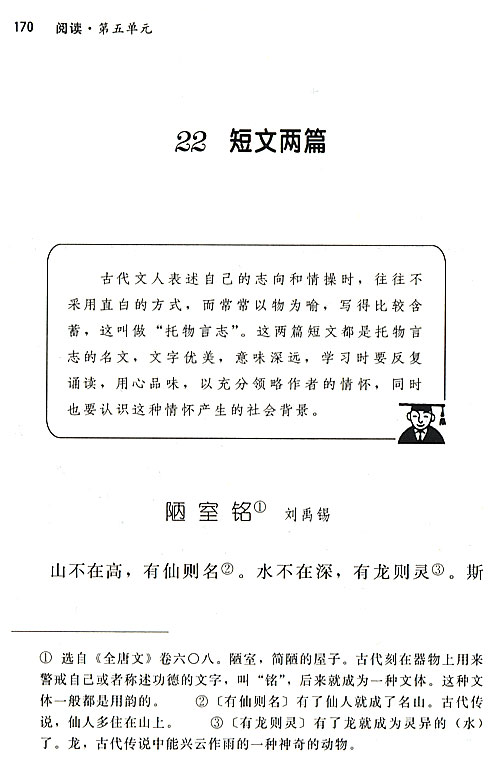 170 阅读·第五单元
22 短文两篇
古代文人表述自己的志向和情操时，往往不
采用直白的方式，而常常以物为喻，写得比较含
蓄，这叫做“托物言志”。这两篇短文都是托物言
志的名文，文字优美，意味深远，学习时要反复
诵读，用心品味，以充分领略作者的情怀，同时
也要认识这种情怀产生的社会背景。
陋室铭① 刘禹锡
山不在高，有仙则名②。水不在深，有龙则灵③。斯
① 选自《全唐文》卷六〇八。陋室，简陋的屋子。古代刻在器物上用来
警戒自己或者称述功德的文字，叫“铭”，后来就成为一种文体。这种文
体一般都是用韵的。 ②〔有仙则名〕有了仙人就成了名山。古代传
说，仙人多住在山上。 ③〔有龙则灵〕有了龙就成为灵异的（水）
了。龙，古代传说中能兴云作雨的一种神奇的动物。